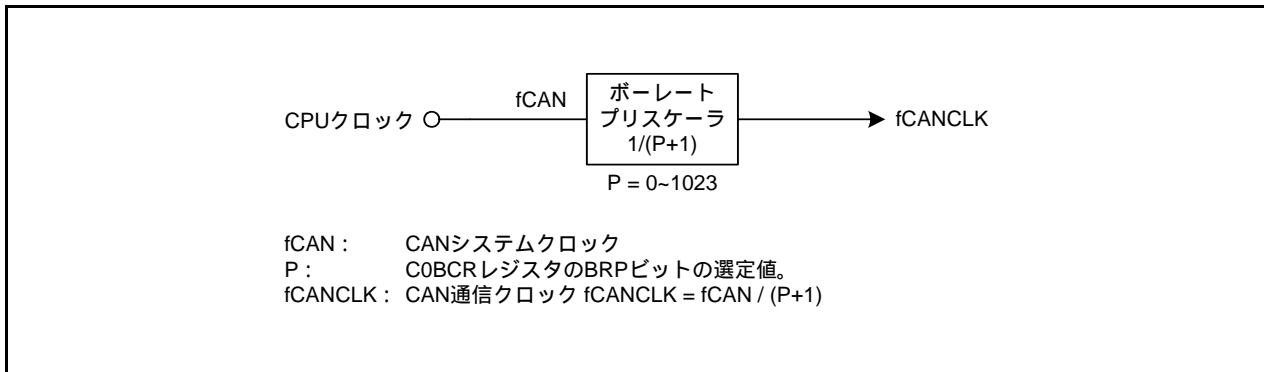 CPUクロック
fCAN
ボーレート
プリスケーラ
1/(P+1)
fCANCLK
P = 0~1023
fCAN : CANシステムクロック
P : C0BCRレジスタのBRPビットの選定値。
fCANCLK : CAN通信クロック fCANCLK = fCAN / (P+1)